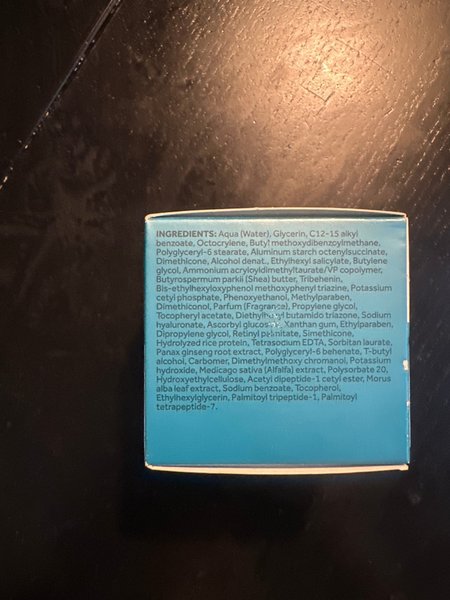 INGREDIENTS: Aqua (Water), Glycerin, C12-15 alkyl
benzoate, Octocrylene, Butyl methoxydibenzoylmethane,
Polyglyceryl-6 stearate, Aluminum starch octenylsuccinate,
Dimethicone, Alcohol denat., Ethylhexyl salicylate, Butylene
glycol, Ammonium acryloyldimethyltaurate/VP copolymer,
Butyrospermum parkii (Shea) butter, Tribehenin,
Bis-ethylhexyloxyphenol methoxyphenyl triazine, Potassium
cetyl phosphate, Phenoxyethanol, Methylparaben,
Dimethiconol, Parfum (Fragrance), Propylene glycol,
Tocopheryl acetate, Diethylhexyl butamido triazone, Sodium
hyaluronate, Ascorbyl glucoside, Xanthan gum, Ethylparaben,
Dipropylene glycol, Retinyl palmitate, Simethicone,
Hydrolyzed rice protein, Tetrasodium EDTA, Sorbitan laurate,
Panax ginseng root extract, Polyglyceryl-6 behenate, T-butyl
alcohol, Carbomer, Dimethylmethoxy chromanol, Potassium
hydroxide, Medicago sativa (Alfalfa) extract, Polysorbate 20,
Hydroxyethylcellulose, Acetyl dipeptide-1 cetyl ester, Morus
alba leaf extract, Sodium benzoate, Tocopherol,
Ethylhexylglycerin, Palmitoyl tripeptide-1, Palmitoyl
tetrapeptide-7.